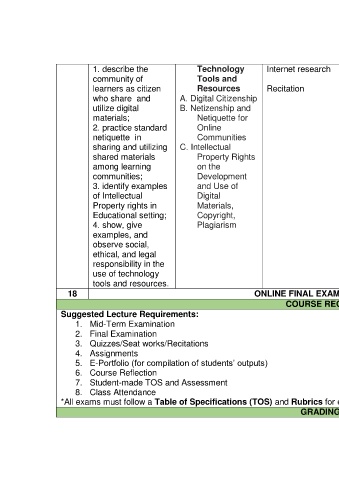 1. describe the
community of
learners as citizen
who share and
utilize digital
materials;
2. practice standard
netiquette in
sharing and utilizing
shared materials
among learning
communities;
3. identify examples
of Intellectual
Property rights in
Educational setting;
4. show, give
examples, and
observe social,
ethical, and legal
responsibility in the
use of technology
tools and resources.
Technology
Tools and
Resources
A. Digital Citizenship
B. Netizenship and
Netiquette for
Online
Communities
C. Intellectual
Property Rights
on the
Development
and Use of
Digital
Materials,
Copyright,
Plagiarism
Internet research
Recitation
18 ONLINE FINAL EXAM
COURSE REQ
Suggested Lecture Requirements:
1. Mid-Term Examination
2. Final Examination
3. Quizzes/Seat works/Recitations
4. Assignments
5. E-Portfolio (for compilation of students' outputs)
6. Course Reflection
7. Student-made TOS and Assessment
8. Class Attendance
*All exams must follow a Table of Specifications (TOS) and Rubrics for
GRADING